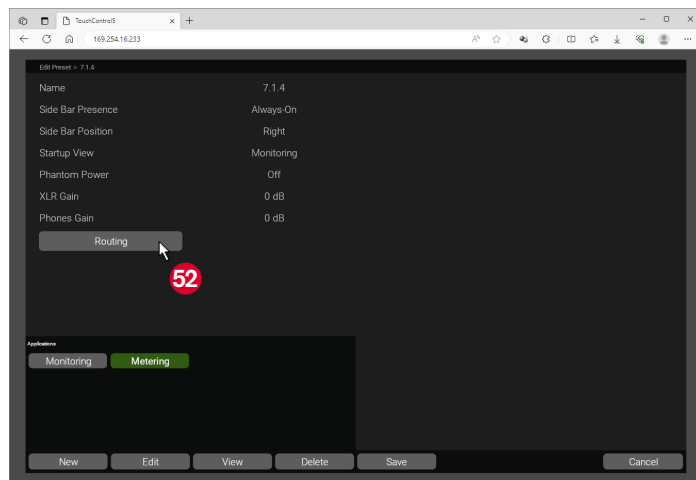 TouchControl5
169.254.16.233
Edit Preset > 7.1.4
Name 7.1.4
Side Bar Presence Always-On
Side Bar Position Right
Startup View Monitoring
Phantom Power Off
XLR Gain 0 dB
Phones Gain 0 dB
Routing
52
Applications
Monitoring Metering
New Edit View Delete Save Cancel